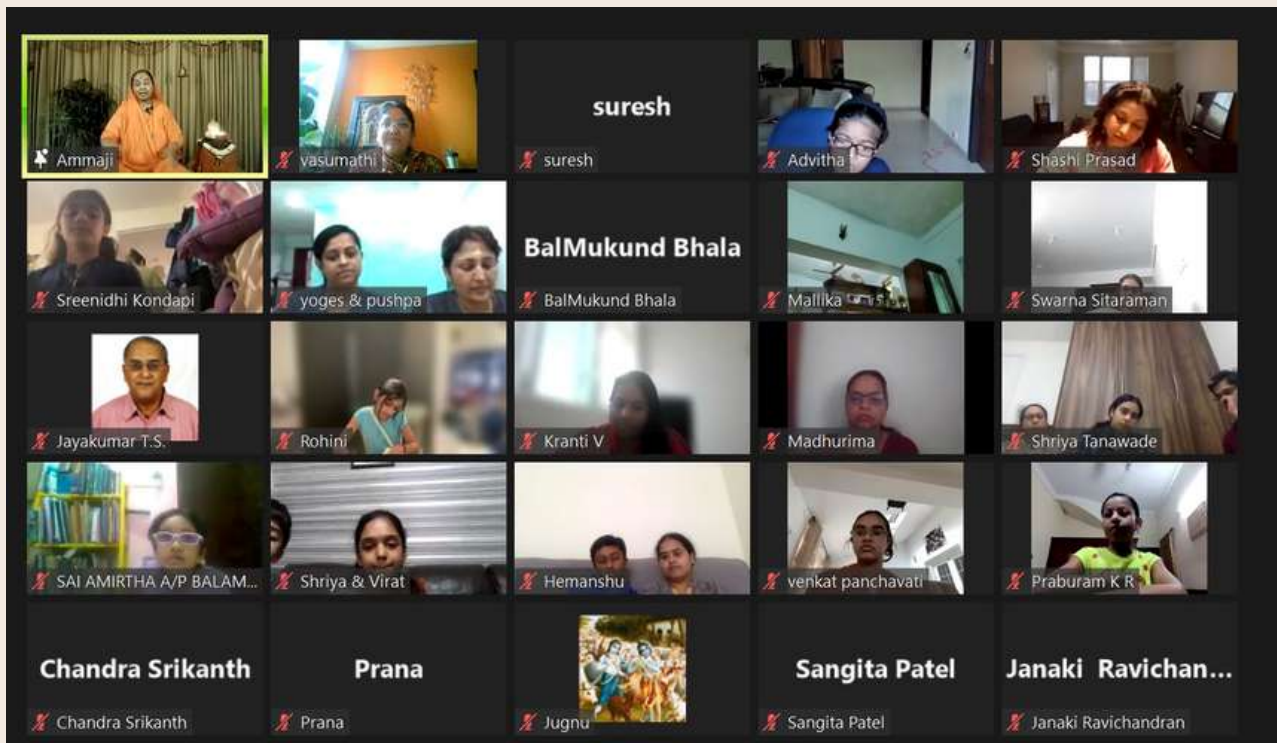 Ammaji
vasumathi
suresh
suresh
Advitha
Shashi Prasad
Sreenidhi Kondapi
yoges & pushpa
BalMukund Bhala
BalMukund Bhala
Mallika
Swarna Sitaraman
Jayakumar T.S.
Rohini
Kranti V
Madhurima
Shriya Tanawade
SAI AMIRTHA A/P BALAM...
Shriya & Virat
Hemanshu
venkat panchavati
Praburam K R
Chandra Srikanth
Chandra Srikanth
Prana
Prana
Jugnu
Sangita Patel
Sangita Patel
Janaki Ravichan...
Janaki Ravichandran